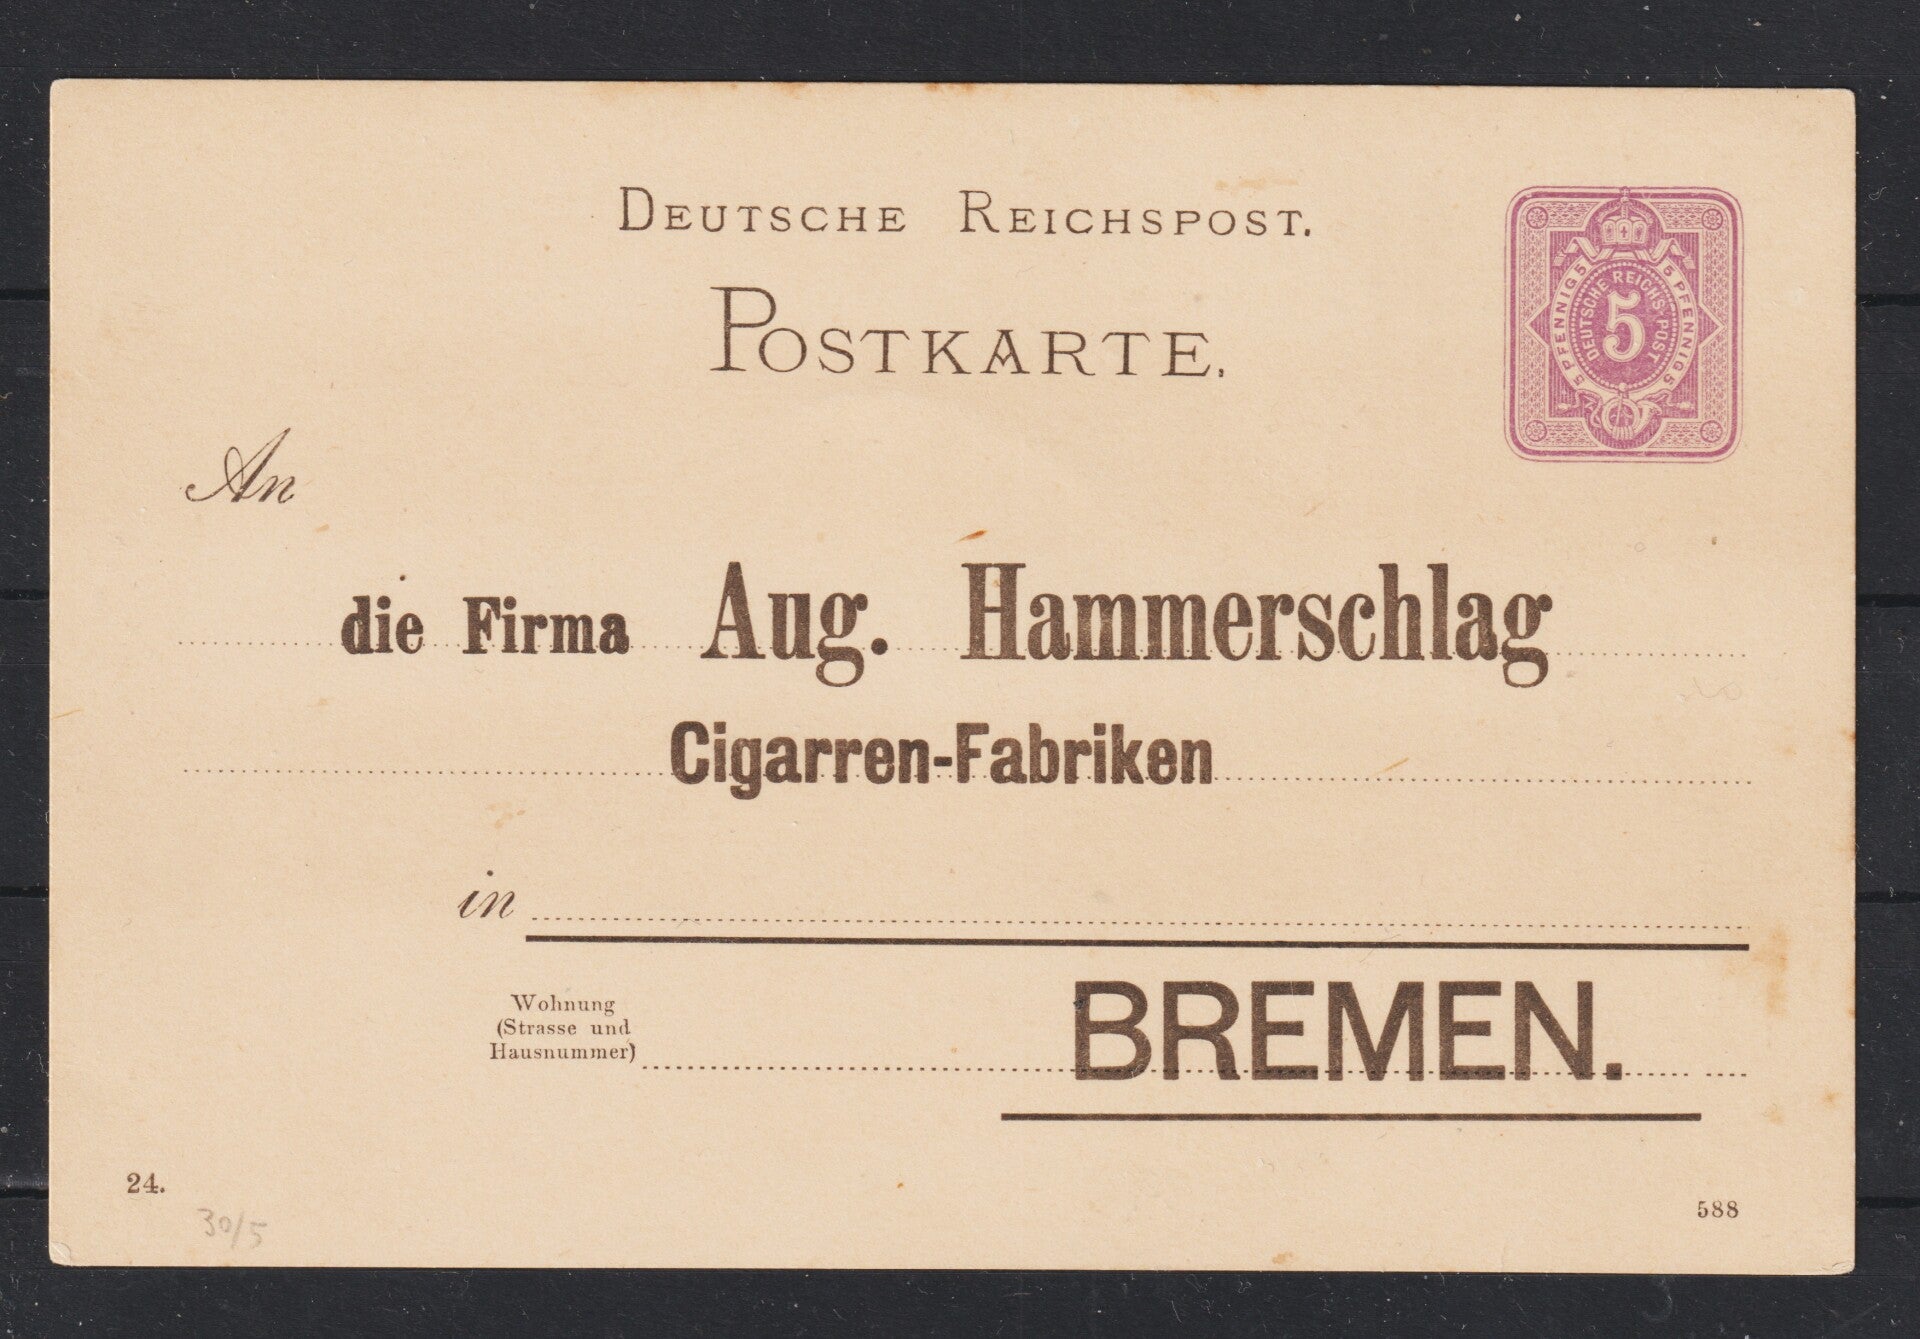 DEUTSCHE REICHSPOST.
POSTKARTE.
5 PFENNIG 5
5 PFENNIG 5
DEUTSCHE REICHS-POST
5
An
die Firma Aug. Hammerschlag
Cigarren-Fabriken
in
Wohnung
(Strasse und
Hausnummer)
BREMEN.
24.
30/5
588